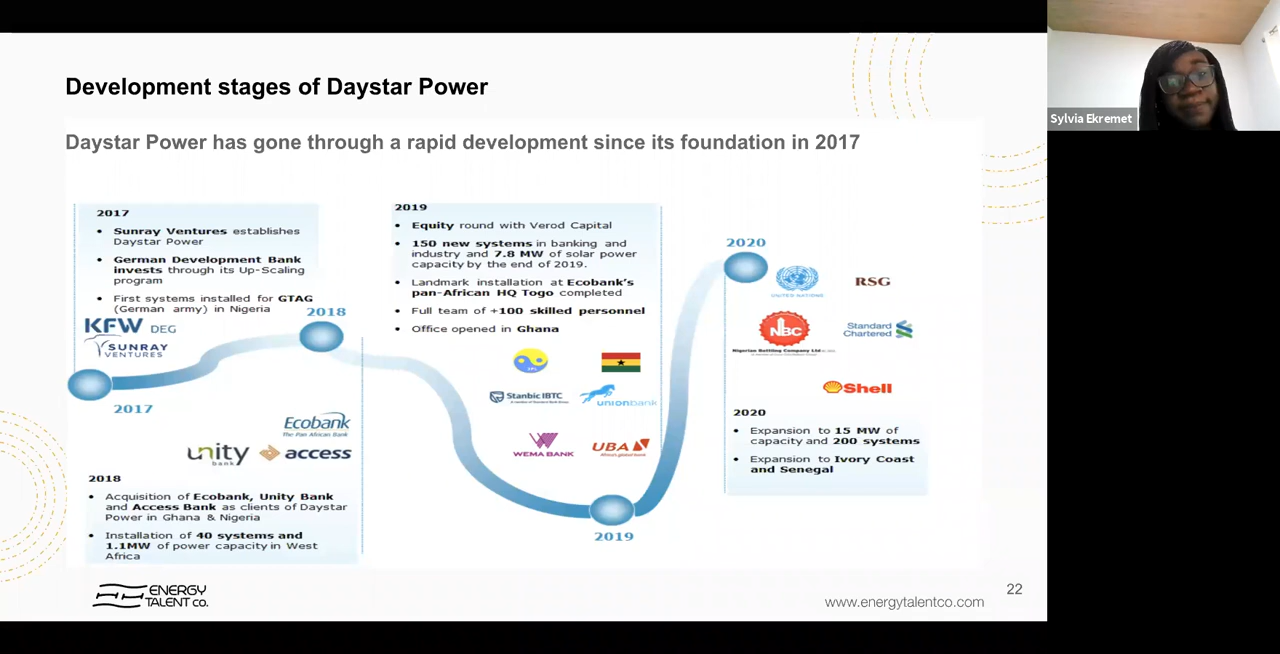 Development stages of Daystar Power
Daystar Power has gone through a rapid development since its foundation in 2017
2017
• Sunray Ventures establishes
Daystar Power
• German Development Bank
invests through its Up-Scaling
program
• First systems installed for GTAG
(German army) in Nigeria
KFW DEG
SUNRAY
VENTURES
2017
2018
Ecobank
The Pan African Bank
unity
bank
access
2018
• Acquisition of Ecobank, Unity Bank
and Access Bank as clients of Daystar
Power in Ghana & Nigeria
• Installation of 40 systems and
1.1MW of power capacity in West
Africa
2019
• Equity round with Verod Capital
• 150 new systems in banking and
industry and 7.8 MW of solar power
capacity by the end of 2019.
• Landmark installation at Ecobank's
pan-African HQ Togo completed
• Full team of +100 skilled personnel
• Office opened in Ghana
Stanbic IBTC
unionbank
WEMA BANK
UBA
Africa's global bank
2019
2020
UNITED NATIONS
RSG
NBC
Nigerian Bottling Company Ltd
Standard
Chartered
Shell
2020
• Expansion to 15 MW of
capacity and 200 systems
• Expansion to Ivory Coast
and Senegal
ENERGY
TALENT CO.
22
www.energytalentco.com
Sylvia Ekremet